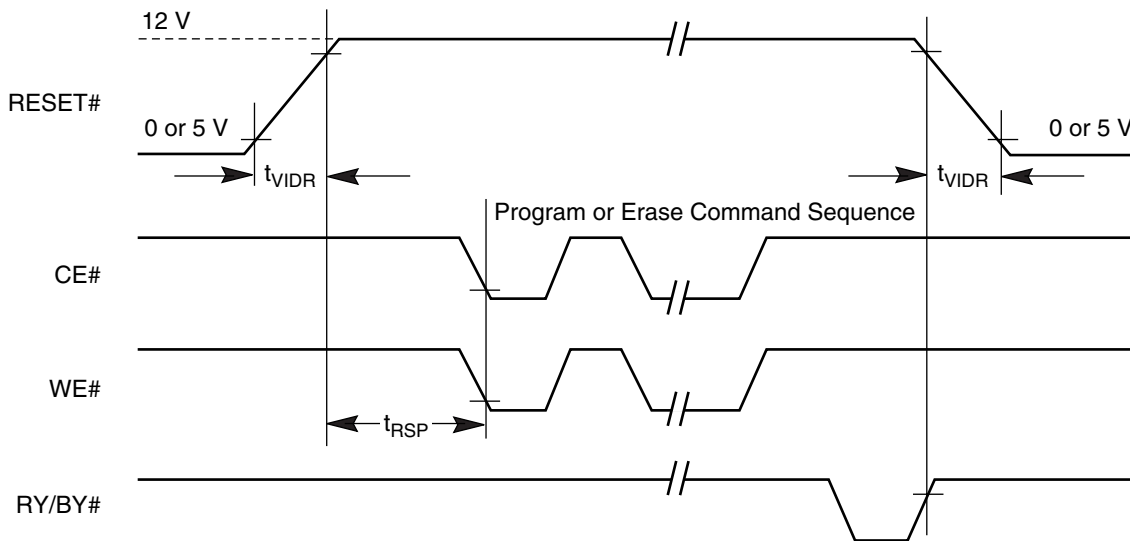 12 V
RESET#
0 or 5 V
0 or 5 V
tVIDR
tVIDR
Program or Erase Command Sequence
CE#
WE#
tRSP
RY/BY#